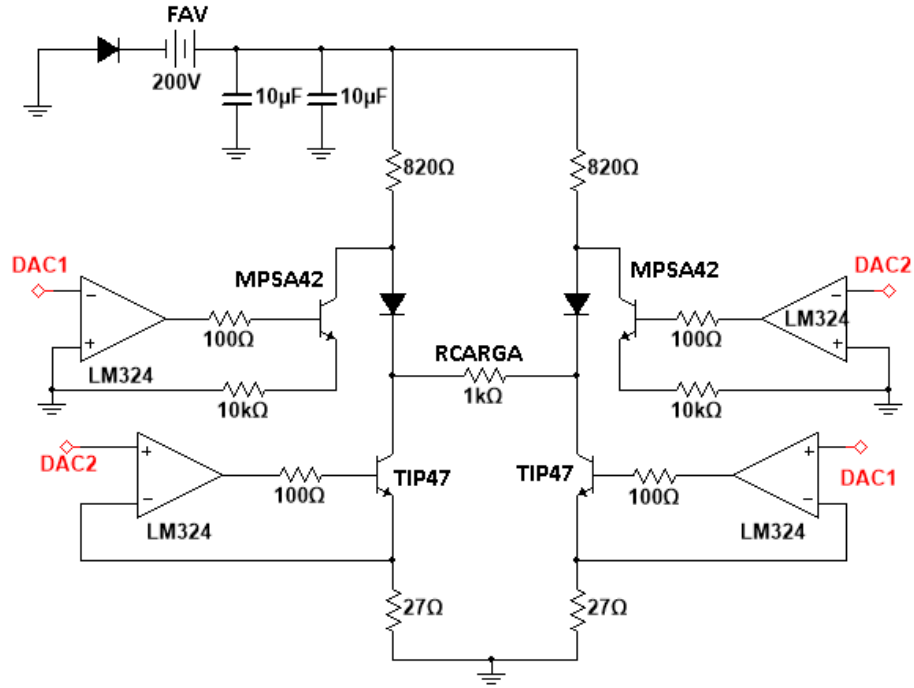 FAV
200V
10µF
10µF
820Ω
820Ω
DAC1
MPSA42
MPSA42
DAC2
−
−
100Ω
LM324
100Ω
+
+
LM324
RCARGA
1kΩ
10kΩ
10kΩ
DAC2
+
+
DAC1
TIP47
TIP47
−
−
100Ω
100Ω
LM324
LM324
27Ω
27Ω